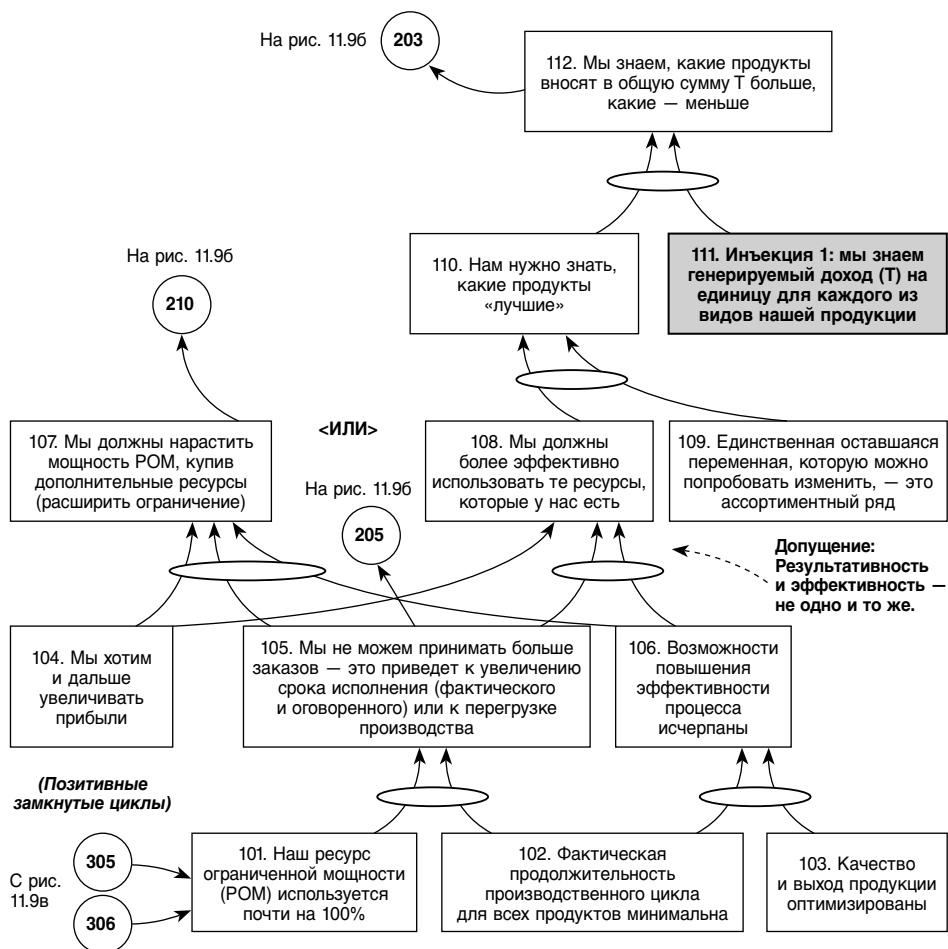 На рис. 11.9б
203
112. Мы знаем, какие продукты
вносят в общую сумму T больше,
какие — меньше
На рис. 11.9б
210
110. Нам нужно знать,
какие продукты
«лучшие»
111. Инъекция 1: мы знаем
генерируемый доход (T) на
единицу для каждого из
видов нашей продукции
107. Мы должны нарастить
мощность РОМ, купив
дополнительные ресурсы
(расширить ограничение)
<ИЛИ>
На рис. 11.9б
205
108. Мы должны
более эффективно
использовать те ресурсы,
которые у нас есть
109. Единственная оставшаяся
переменная, которую можно
попробовать изменить, — это
ассортиментный ряд
Допущение:
Результативность
и эффективность —
не одно и то же.
104. Мы хотим
и дальше
увеличивать
прибыли
105. Мы не можем принимать больше
заказов — это приведет к увеличению
срока исполнения (фактического
и оговоренного) или к перегрузке
производства
106. Возможности
повышения
эффективности
процесса
исчерпаны
(Позитивные
замкнутые циклы)
С рис.
11.9в
305
306
101. Наш ресурс
ограниченной мощности
(РОМ) используется
почти на 100%
102. Фактическая
продолжительность
производственного цикла
для всех продуктов минимальна
103. Качество
и выход продукции
оптимизированы